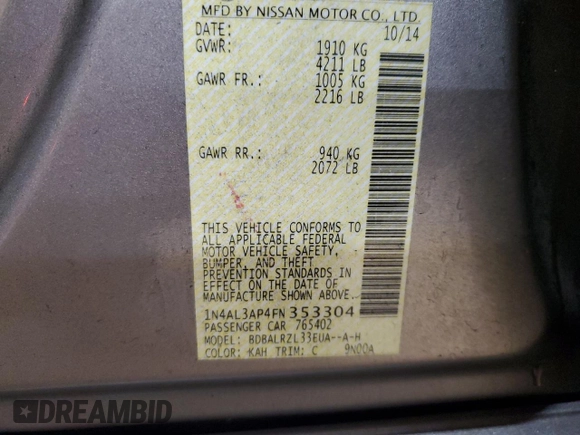 MFD BY NISSAN MOTOR CO., LTD.
DATE: 10/14
GVWR: 1910 KG
4211 LB
GAWR FR.: 1005 KG
2216 LB
GAWR RR.: 940 KG
2072 LB
THIS VEHICLE CONFORMS TO
ALL APPLICABLE FEDERAL
MOTOR VEHICLE SAFETY,
BUMPER, AND THEFT
PREVENTION STANDARDS IN
EFFECT ON THE DATE OF
MANUFACTURE SHOWN ABOVE.
1N4AL3AP4FN353304
PASSENGER CAR 765402
MODEL: BDBALRZL33EUA--A-H
COLOR: KAH TRIM: C 9N00A
DREAMBID